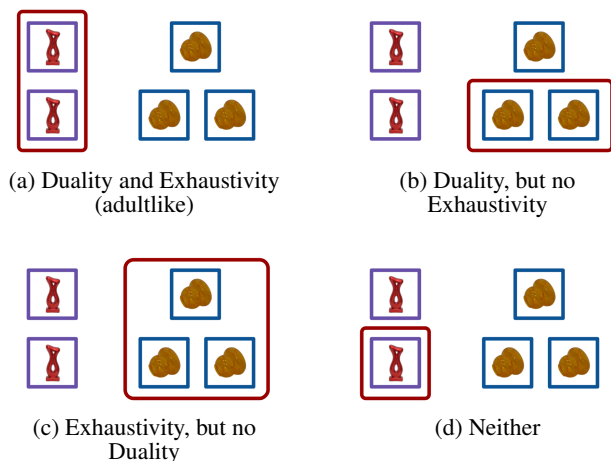 (a) Duality and Exhaustivity
(adultlike)
(b) Duality, but no
Exhaustivity
(c) Exhaustivity, but no
Duality
(d) Neither